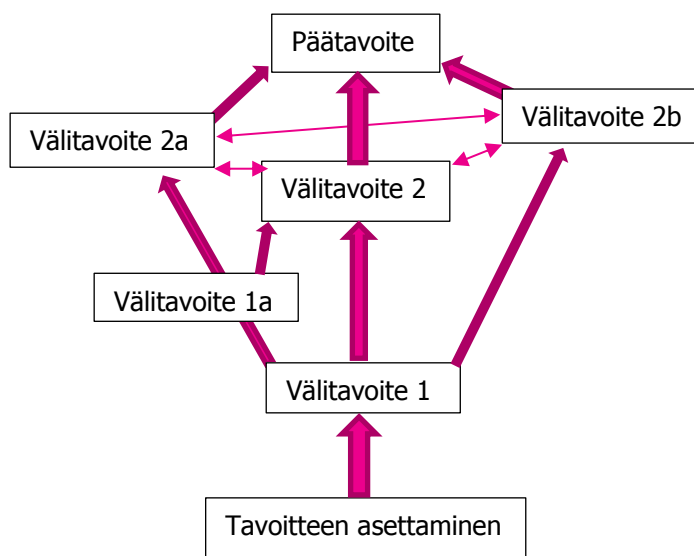 Päätavoite
Välitavoite 2a
Välitavoite 2b
Välitavoite 2
Välitavoite 1a
Välitavoite 1
Tavoitteen asettaminen